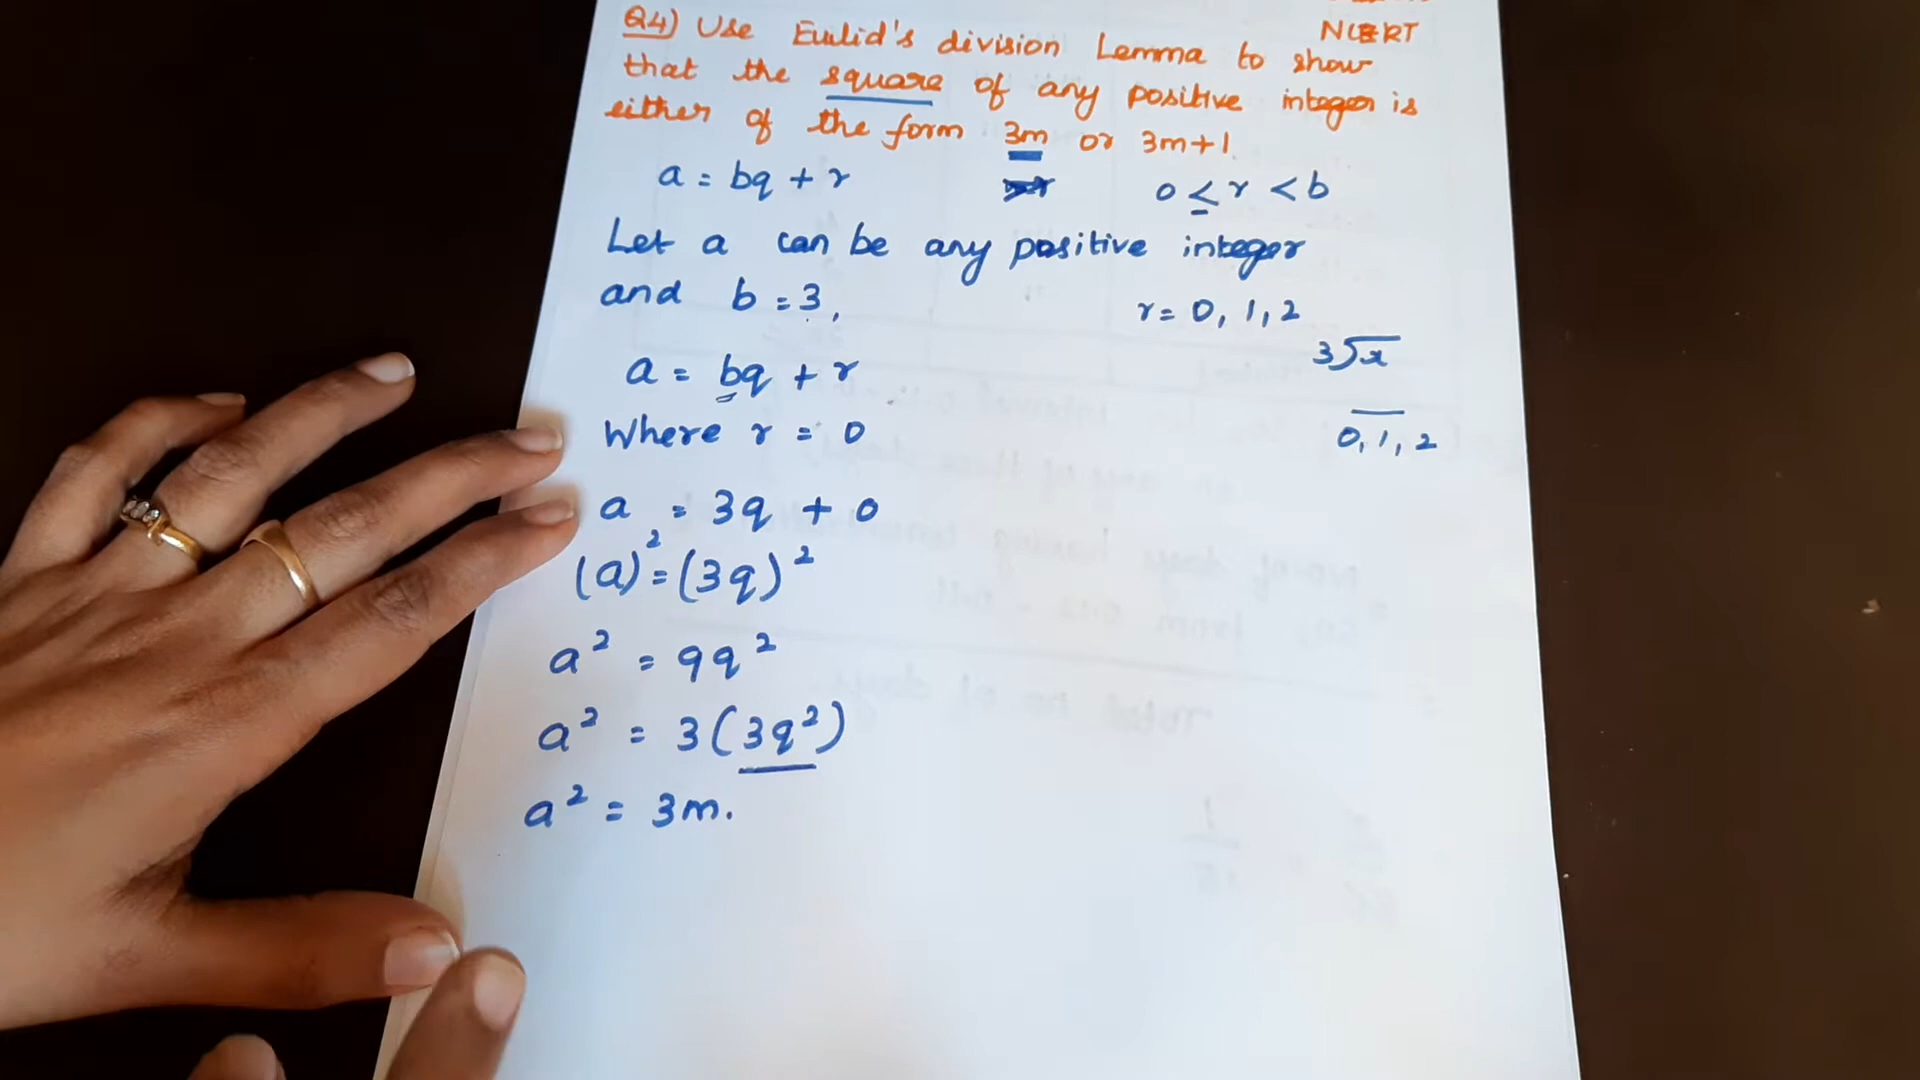 NCERT
Q4) Use Eulid's division Lemma to show
that the square of any positive integer is
either of the form 3m or 3m+1
a = bq + r 0 ≤ r < b
Let a can be any positive integer
and b = 3, r = 0, 1, 2
3)x
a = bq + r
0, 1, 2
Where r = 0
a = 3q + 0
(a)² = (3q)²
a² = 9q²
a² = 3(3q²)
a² = 3m.